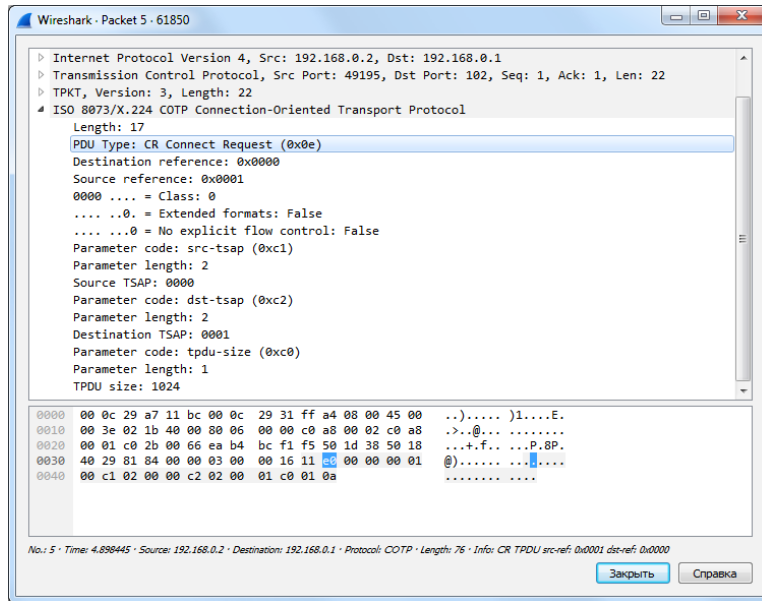 Wireshark · Packet 5 · 61850
Internet Protocol Version 4, Src: 192.168.0.2, Dst: 192.168.0.1
Transmission Control Protocol, Src Port: 49195, Dst Port: 102, Seq: 1, Ack: 1, Len: 22
TPKT, Version: 3, Length: 22
ISO 8073/X.224 COTP Connection-Oriented Transport Protocol
Length: 17
PDU Type: CR Connect Request (0x0e)
Destination reference: 0x0000
Source reference: 0x0001
0000 .... = Class: 0
.... ..0. = Extended formats: False
.... ...0 = No explicit flow control: False
Parameter code: src-tsap (0xc1)
Parameter length: 2
Source TSAP: 0000
Parameter code: dst-tsap (0xc2)
Parameter length: 2
Destination TSAP: 0001
Parameter code: tpdu-size (0xc0)
Parameter length: 1
TPDU size: 1024
0000 00 0c 29 a7 11 bc 00 0c 29 31 ff a4 08 00 45 00 ..)..... )1....E.
0010 00 3e 02 1b 40 00 80 06 00 00 c0 a8 00 02 c0 a8 .>..@... ........
0020 00 01 c0 2b 00 66 ea b4 bc f1 f5 50 1d 38 50 18 ...+.f.. ...P.8P.
0030 40 29 81 84 00 00 03 00 00 16 11 e0 00 00 00 01 @)...... ........
0040 00 c1 02 00 00 c2 02 00 01 c0 01 0a ........ ....
No.: 5 · Time: 4.898445 · Source: 192.168.0.2 · Destination: 192.168.0.1 · Protocol: COTP · Length: 76 · Info: CR TPDU src-ref: 0x0001 dst-ref: 0x0000
Закрыть Справка